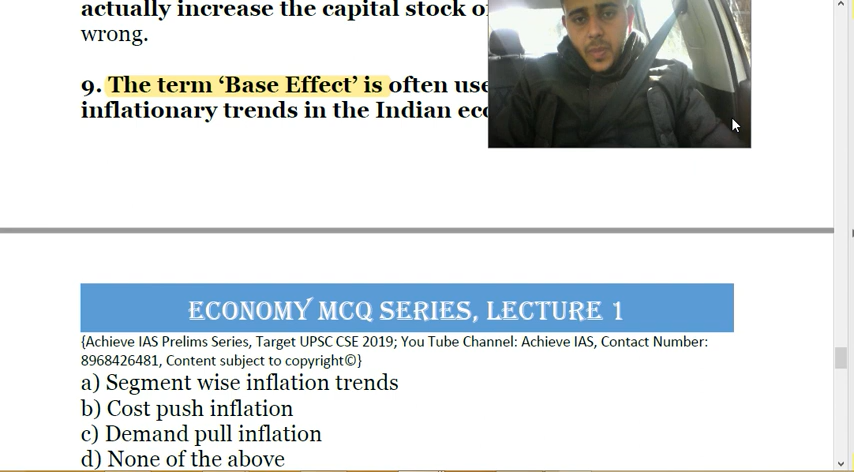 actually increase the capital stock o
wrong.
9. The term ‘Base Effect’ is often use
inflationary trends in the Indian eco
ECONOMY MCQ SERIES, LECTURE 1
{Achieve IAS Prelims Series, Target UPSC CSE 2019; You Tube Channel: Achieve IAS, Contact Number:
8968426481, Content subject to copyright©}
a) Segment wise inflation trends
b) Cost push inflation
c) Demand pull inflation
d) None of the above